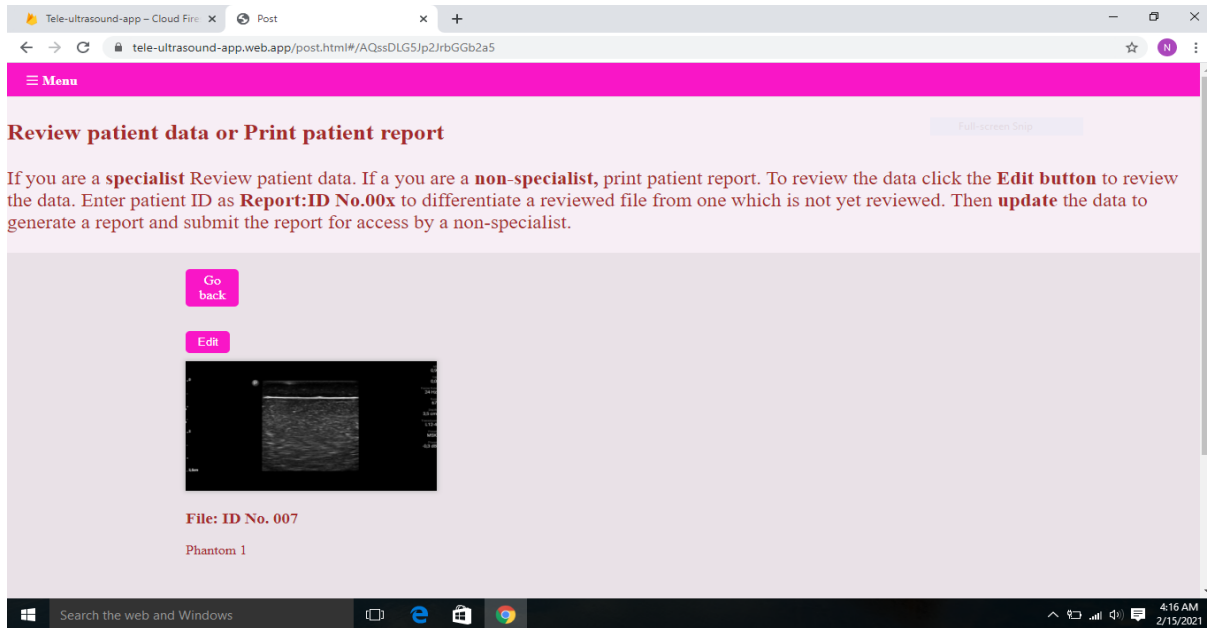 Tele-ultrasound-app – Cloud Fire
Post
tele-ultrasound-app.web.app/post.html#/AQssDLG5Jp2JrbGGb2a5
N
Menu
Review patient data or Print patient report
Full-screen Snip
If you are a specialist Review patient data. If a you are a non-specialist, print patient report. To review the data click the Edit button to review
the data. Enter patient ID as Report:ID No.00x to differentiate a reviewed file from one which is not yet reviewed. Then update the data to
generate a report and submit the report for access by a non-specialist.
Go
back
Edit
File: ID No. 007
Phantom 1
Search the web and Windows
4:16 AM
2/15/2021